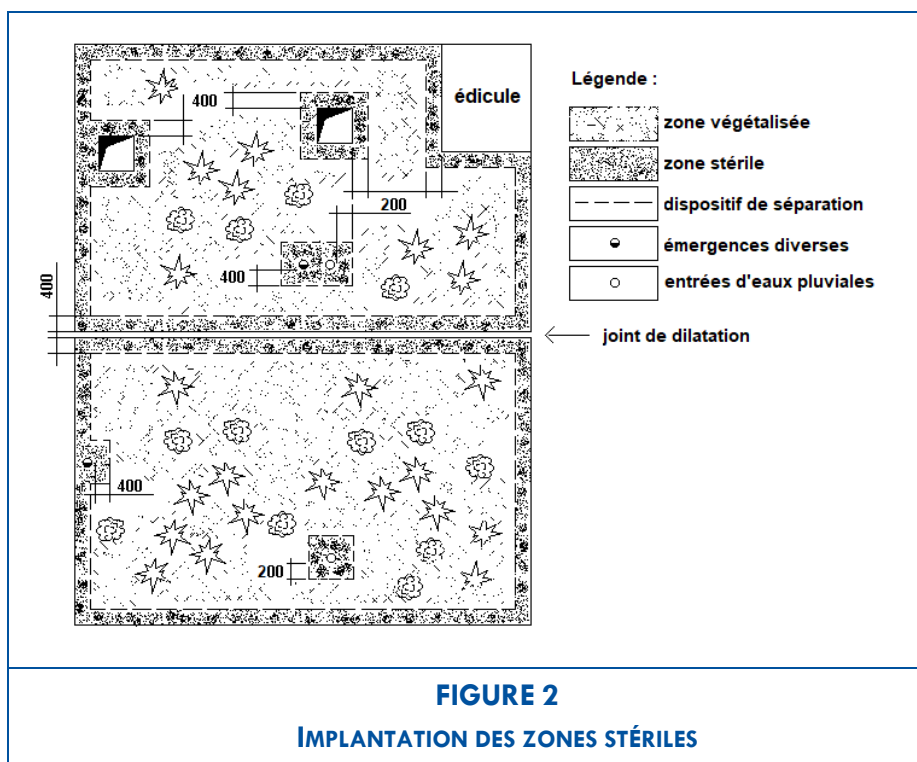 édicule
400
200
400
400
400
200
Légende :
zone végétalisée
zone stérile
dispositif de séparation
émergences diverses
entrées d'eaux pluviales
joint de dilatation
FIGURE 2
IMPLANTATION DES ZONES STÉRILES